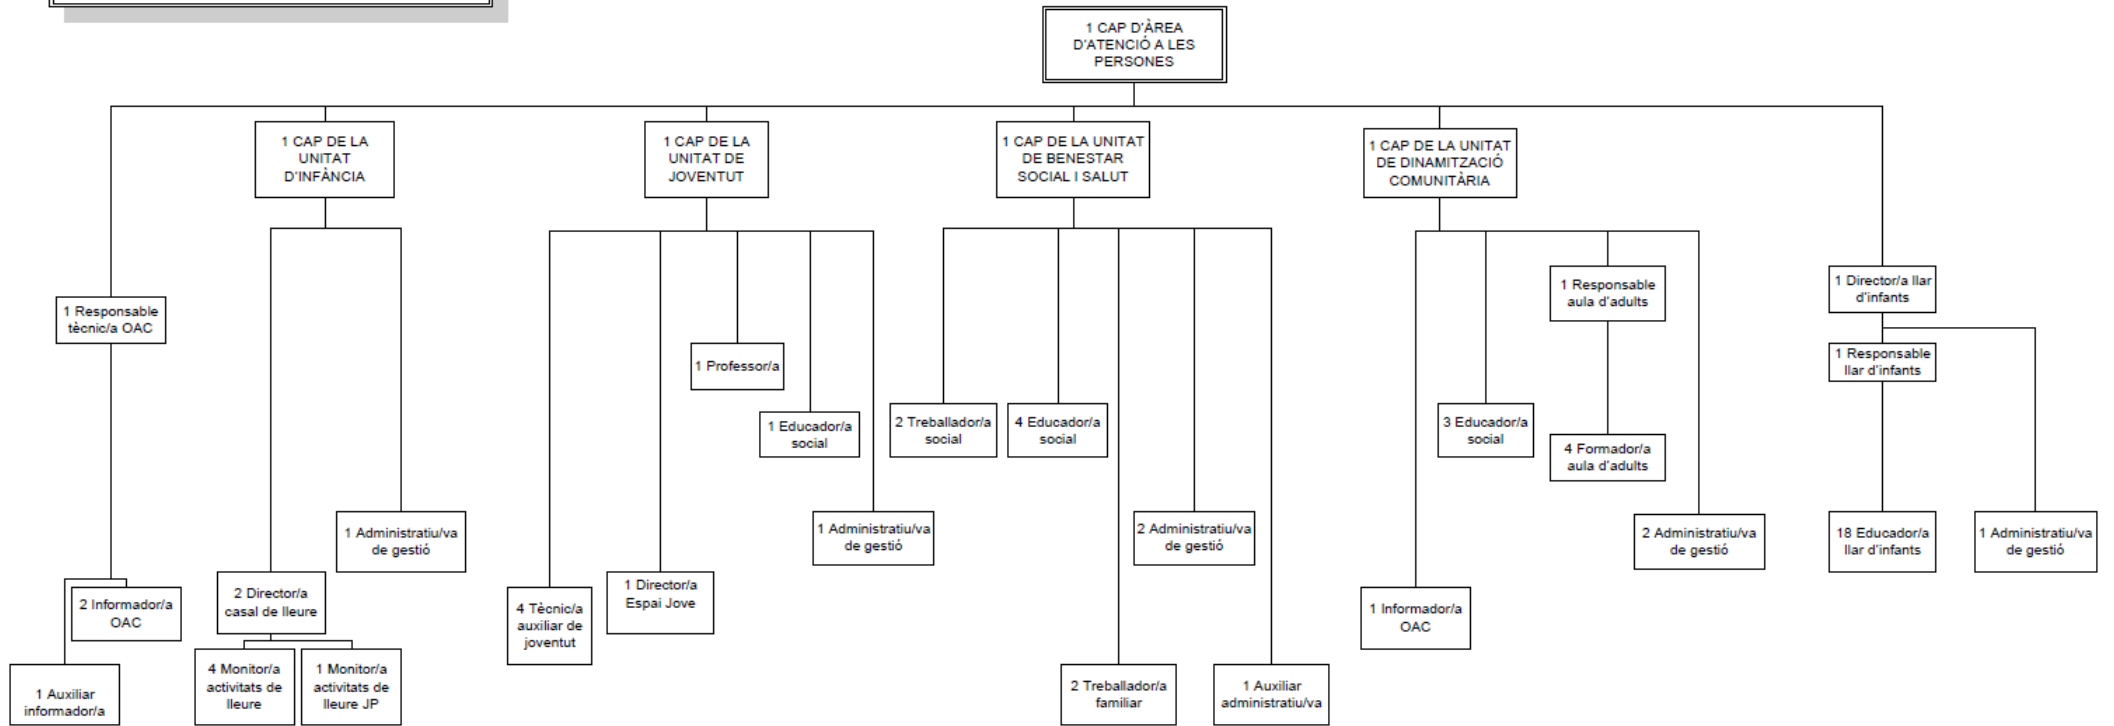 1 CAP D'ÀREA
D'ATENCIÓ A LES
PERSONES
1 CAP DE LA
UNITAT
D'INFÀNCIA
1 CAP DE LA
UNITAT DE
JOVENTUT
1 CAP DE LA UNITAT
DE BENESTAR
SOCIAL I SALUT
1 CAP DE LA UNITAT
DE DINAMITZACIÓ
COMUNITÀRIA
1 Responsable
tècnic/a OAC
1 Responsable
aula d'adults
1 Director/a llar
d'infants
1 Professor/a
1 Responsable
llar d'infants
1 Educador/a
social
2 Treballador/a
social
4 Educador/a
social
3 Educador/a
social
4 Formador/a
aula d'adults
1 Administratiu/va
de gestió
1 Administratiu/va
de gestió
2 Administratiu/va
de gestió
2 Administratiu/va
de gestió
18 Educador/a
llar d'infants
1 Administratiu/va
de gestió
2 Informador/a
OAC
2 Director/a
casal de lleure
4 Tècnic/a
auxiliar de
joventut
1 Director/a
Espai Jove
1 Informador/a
OAC
1 Auxiliar
informador/a
4 Monitor/a
activitats de
lleure
1 Monitor/a
activitats de
lleure JP
2 Treballador/a
familiar
1 Auxiliar
administratiu/va